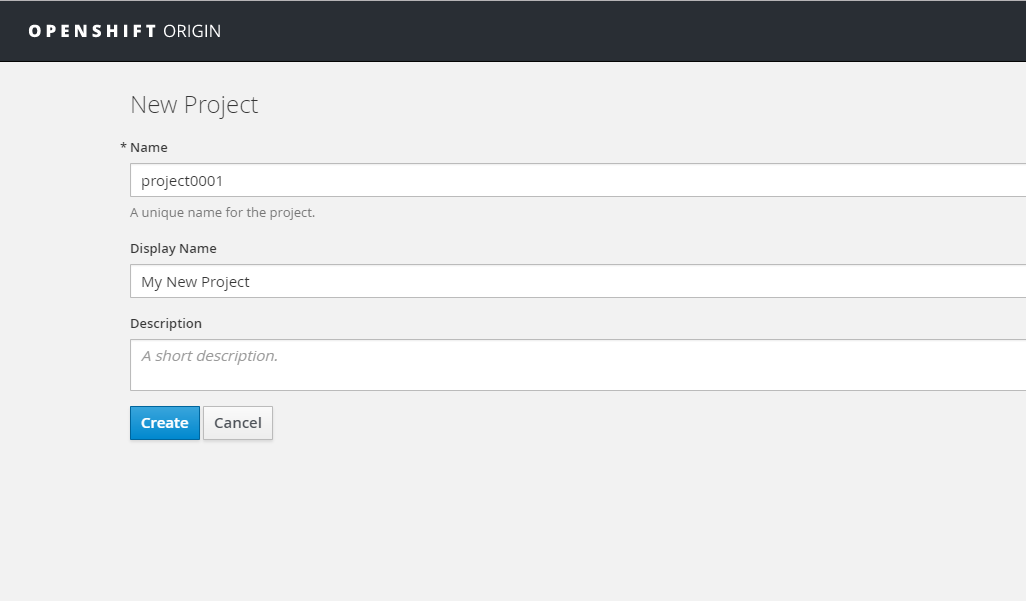 OPENSHIFT ORIGIN
New Project
* Name
project0001
A unique name for the project.
Display Name
My New Project
Description
A short description.
Create Cancel